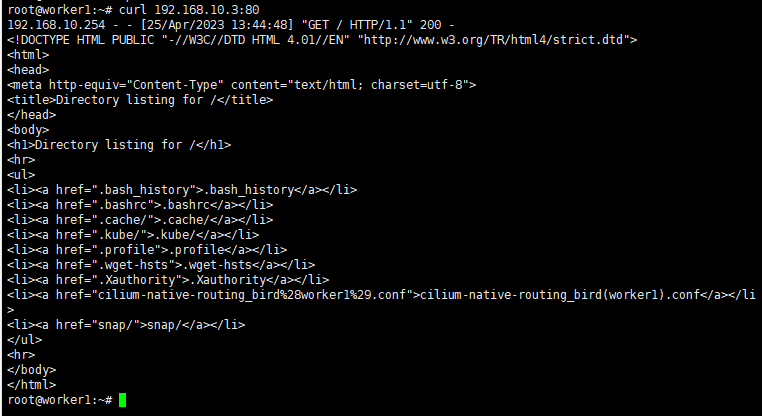 root@worker1:~# curl 192.168.10.3:80
192.168.10.254 - - [25/Apr/2023 13:44:48] "GET / HTTP/1.1" 200 -
<!DOCTYPE HTML PUBLIC "-//W3C//DTD HTML 4.01//EN" "http://www.w3.org/TR/html4/strict.dtd">
<html>
<head>
<meta http-equiv="Content-Type" content="text/html; charset=utf-8">
<title>Directory listing for /</title>
</head>
<body>
<h1>Directory listing for /</h1>
<hr>
<ul>
<li><a href=".bash_history">.bash_history</a></li>
<li><a href=".bashrc">.bashrc</a></li>
<li><a href=".cache/">.cache/</a></li>
<li><a href=".kube/">.kube/</a></li>
<li><a href=".profile">.profile</a></li>
<li><a href=".wget-hsts">.wget-hsts</a></li>
<li><a href=".Xauthority">.Xauthority</a></li>
<li><a href="cilium-native-routing_bird%28worker1%29.conf">cilium-native-routing_bird(worker1).conf</a></li
>
<li><a href="snap/">snap/</a></li>
</ul>
<hr>
</body>
</html>
root@worker1:~#